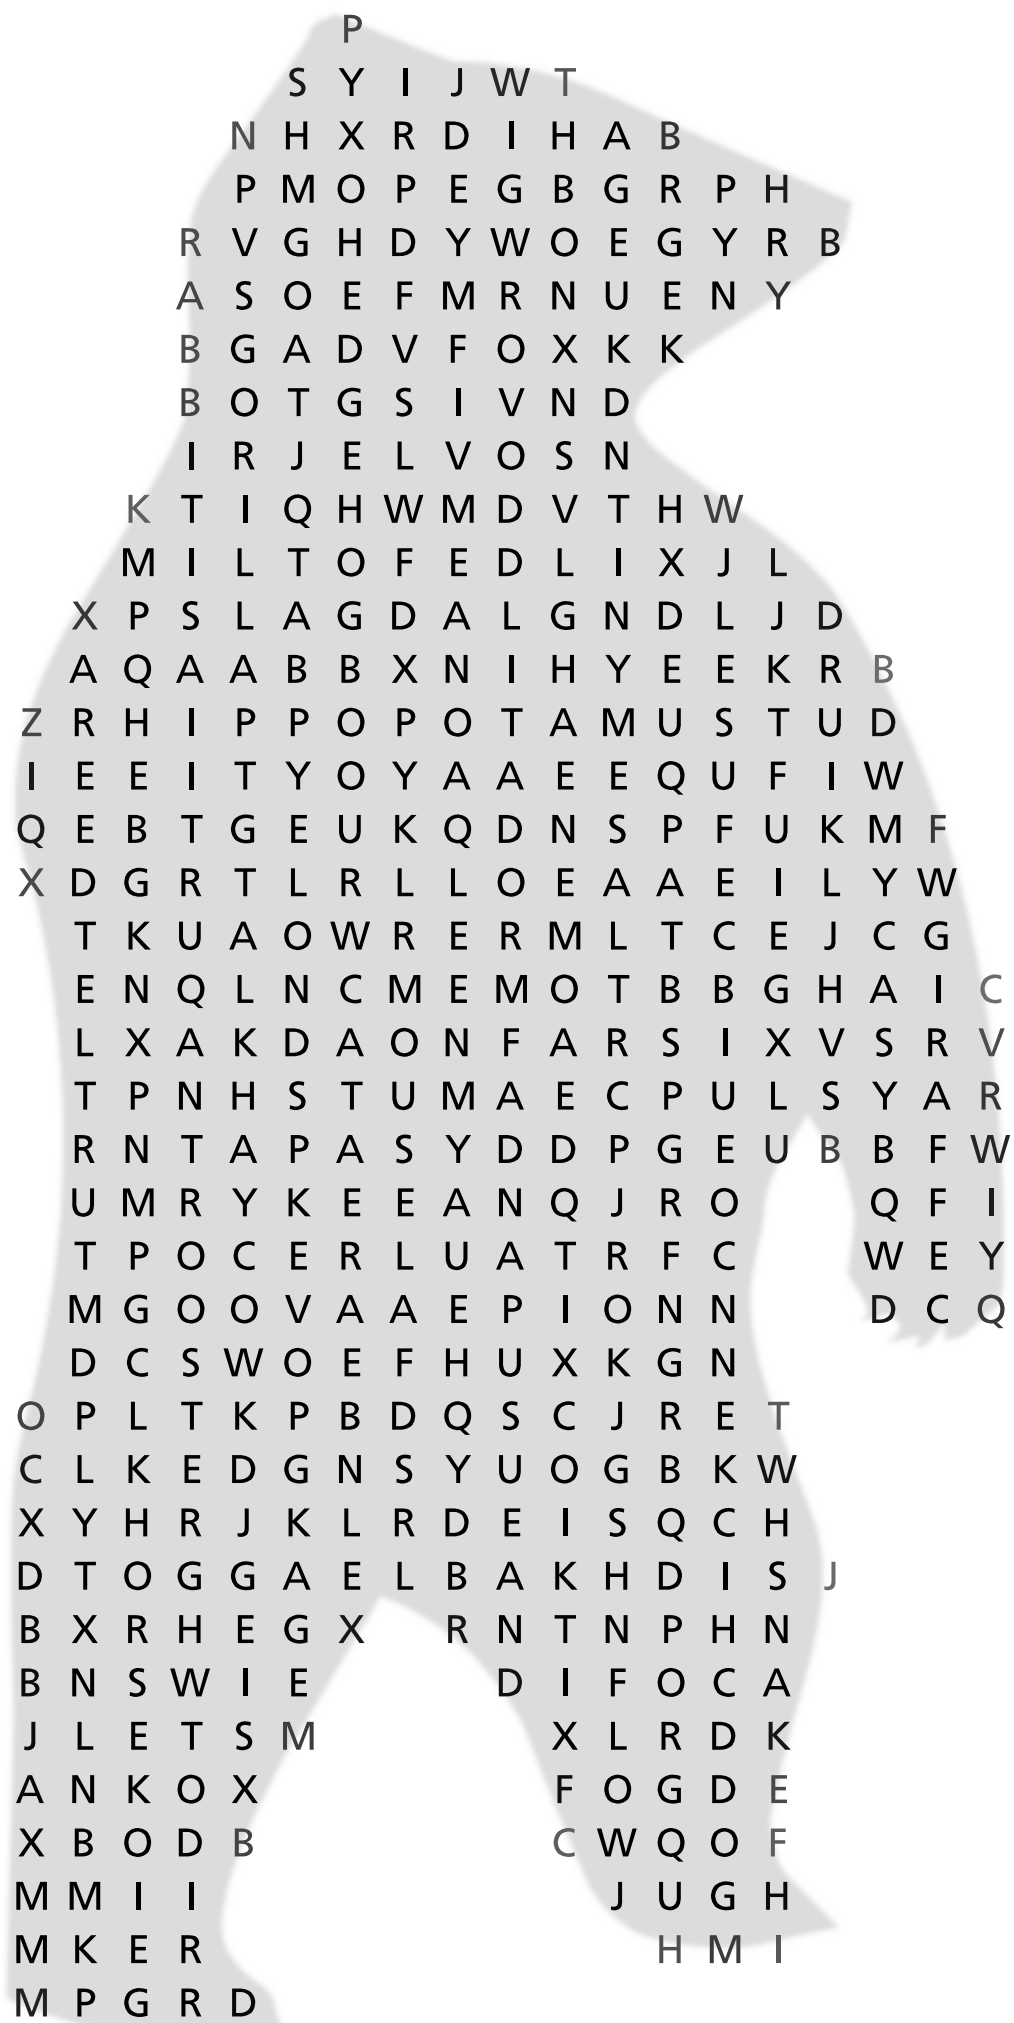 P
S Y I J W T
N H X R D I H A B
P M O P E G B G R P H
R V G H D Y W O E G Y R B
A S O E F M R N U E N Y
B G A D V F O X K K
B O T G S I V N D
I R J E L V O S N
K T I Q H W M D V T H W
M I L T O F E D L I X J L
X P S L A G D A L G N D L J D
A Q A A B B X N I H Y E E K R B
Z R H I P P O P O T A M U S T U D
I E E I T Y O Y A A E E Q U F I W
Q E B T G E U K Q D N S P F U K M F
X D G R T L R L L O E A A E I L Y W
T K U A O W R E R M L T C E J C G
E N Q L N C M E M O T B B G H A I C
L X A K D A O N F A R S I X V S R V
T P N H S T U M A E C P U L S Y A R
R N T A P A S Y D D P G E U B B F W
U M R Y K E E A N Q J R O Q F I
T P O C E R L U A T R F C W E Y
M G O O V A A E P I O N N D C Q
D C S W O E F H U X K G N
O P L T K P B D Q S C J R E T
C L K E D G N S Y U O G B K W
X Y H R J K L R D E I S Q C H
D T O G G A E L B A K H D I S J
B X R H E G X R N T N P H N
B N S W I E D I F O C A
J L E T S M X L R D K
A N K O X F O G D E
X B O D B C W Q O F
M M I I J U G H
M K E R H M I
M P G R D